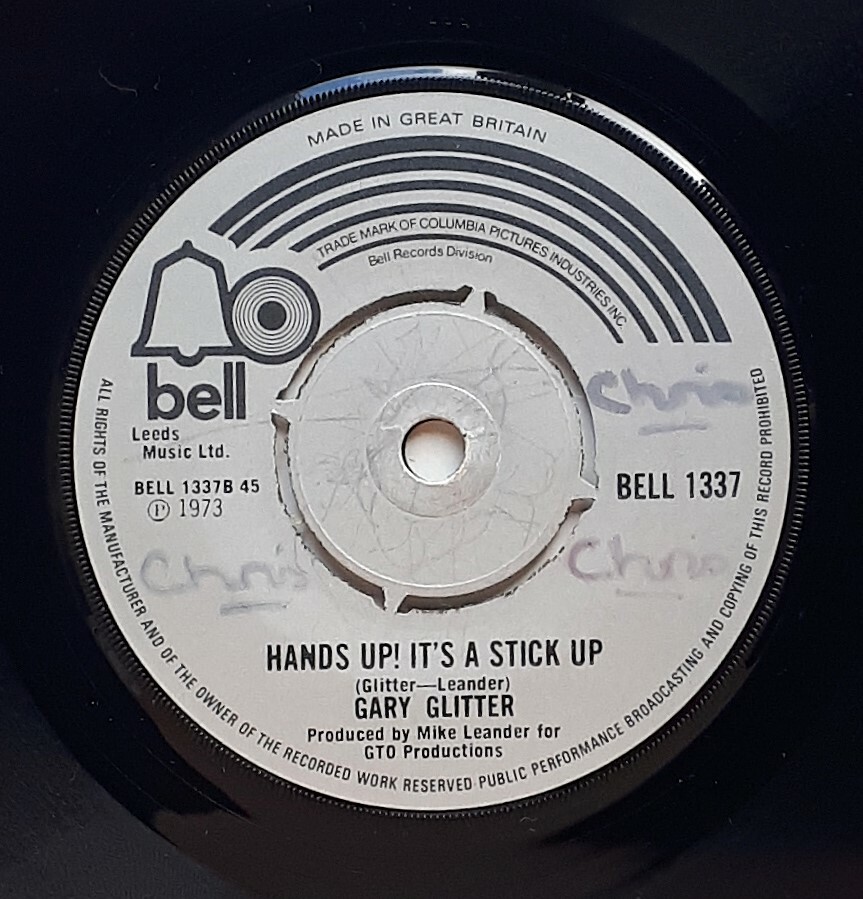 MADE IN GREAT BRITAIN
TRADE MARK OF COLUMBIA PICTURES INDUSTRIES INC.
Bell Records Division
bell
Leeds
Music Ltd.
BELL 1337B 45
Ⓟ 1973
Chris
BELL 1337
Chris
Chris
HANDS UP! IT'S A STICK UP
(Glitter—Leander)
GARY GLITTER
Produced by Mike Leander for
GTO Productions
ALL RIGHTS OF THE MANUFACTURER AND OF THE OWNER OF THE RECORDED WORK RESERVED PUBLIC PERFORMANCE BROADCASTING AND COPYING OF THIS RECORD PROHIBITED